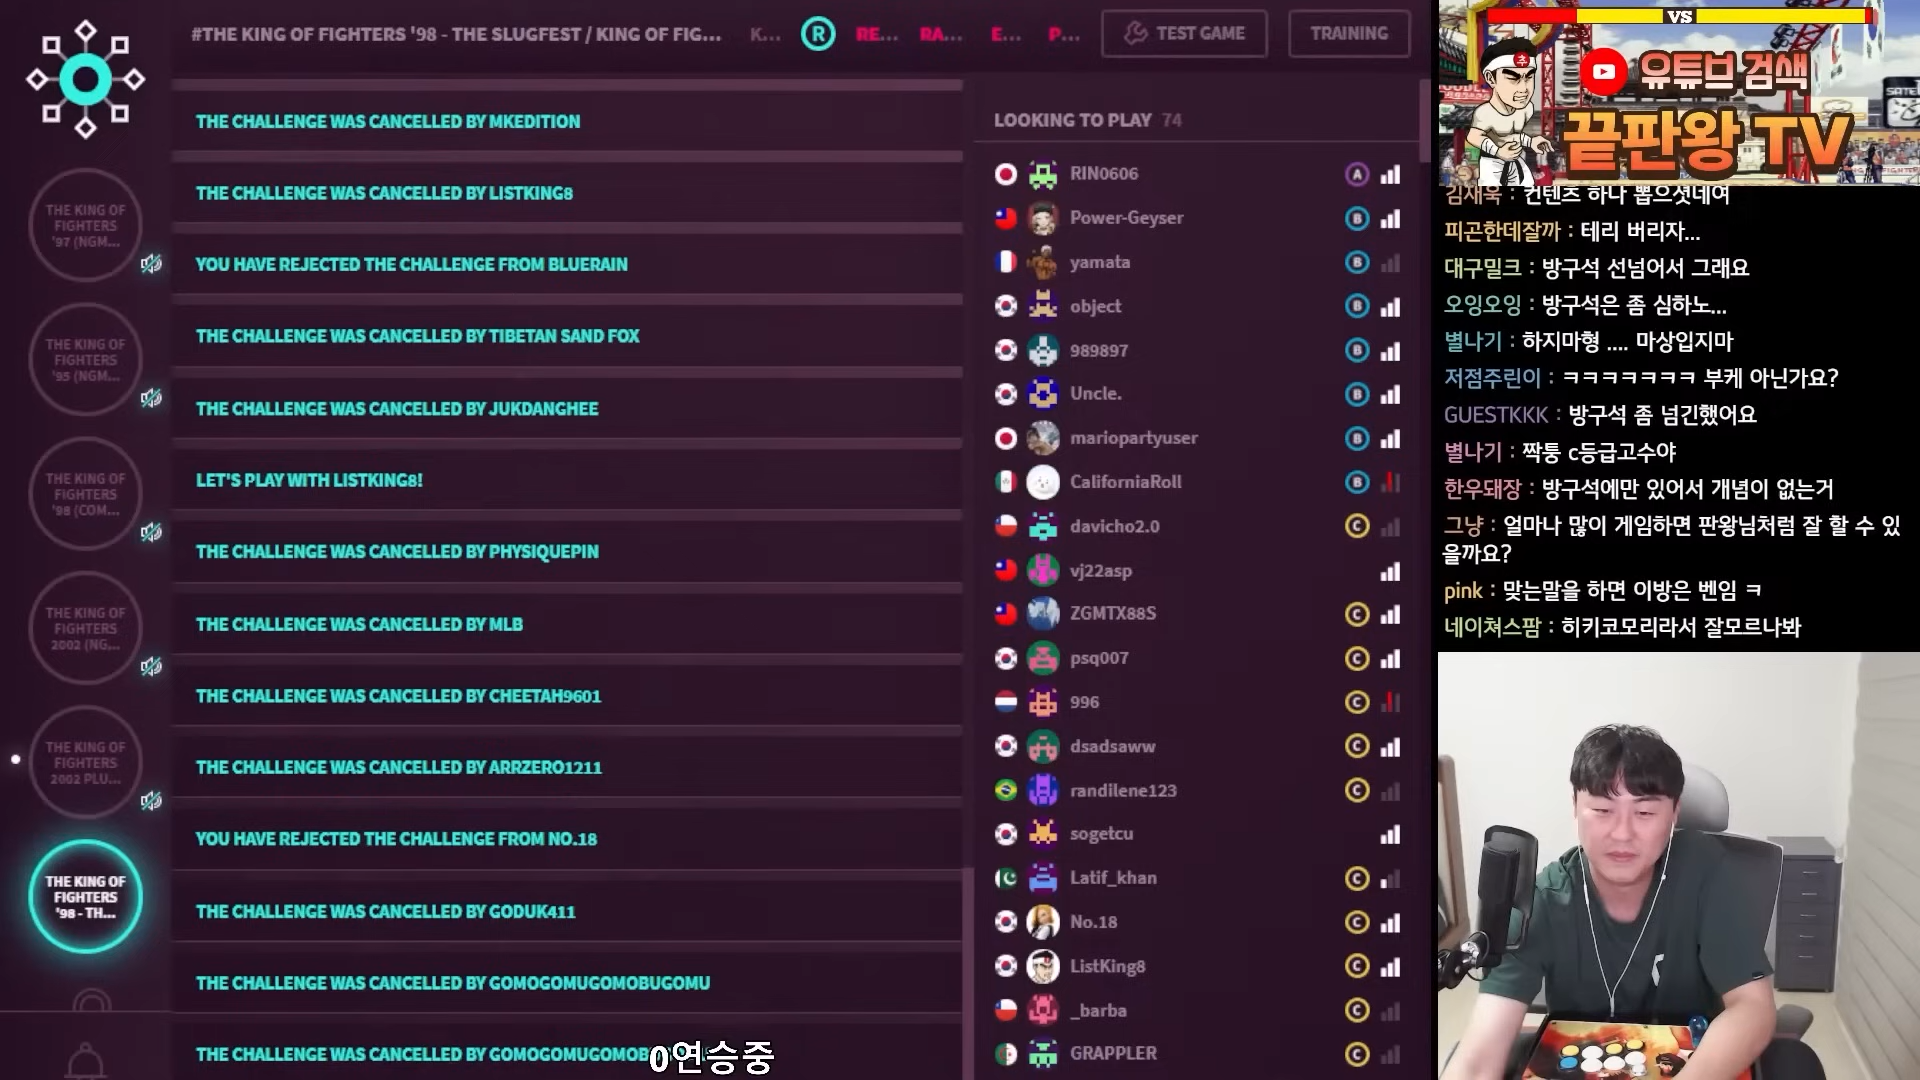 #THE KING OF FIGHTERS '98 - THE SLUGFEST / KING OF FIG...
K...
R
RE...
RA...
E...
P...
TEST GAME
TRAINING
THE KING OF
FIGHTERS
'97 (NGM...
THE KING OF
FIGHTERS
'95 (NGM...
THE KING OF
FIGHTERS
'98 (COM...
THE KING OF
FIGHTERS
2002 (NG...
THE KING OF
FIGHTERS
2002 PLU...
THE KING OF
FIGHTERS
'98 - TH...
THE CHALLENGE WAS CANCELLED BY MKEDITION
THE CHALLENGE WAS CANCELLED BY LISTKING8
YOU HAVE REJECTED THE CHALLENGE FROM BLUERAIN
THE CHALLENGE WAS CANCELLED BY TIBETAN SAND FOX
THE CHALLENGE WAS CANCELLED BY JUKDANGHEE
LET'S PLAY WITH LISTKING8!
THE CHALLENGE WAS CANCELLED BY PHYSIQUEPIN
THE CHALLENGE WAS CANCELLED BY MLB
THE CHALLENGE WAS CANCELLED BY CHEETAH9601
THE CHALLENGE WAS CANCELLED BY ARRZERO1211
YOU HAVE REJECTED THE CHALLENGE FROM NO.18
THE CHALLENGE WAS CANCELLED BY GODUK411
THE CHALLENGE WAS CANCELLED BY GOMOGOMUGOMOBUGOMU
THE CHALLENGE WAS CANCELLED BY
0연승중
LOOKING TO PLAY 74
RIN0606 A
Power-Geyser B
yamata B
object B
989897 B
Uncle. B
mariopartyuser B
CaliforniaRoll B
davicho2.0 C
vj22asp
ZGMTX88S C
psq007 C
996 C
dsadsaww C
randilene123 C
sogetcu
Latif_khan C
No.18 C
ListKing8 C
_barba C
GRAPPLER C
VS
유튜브 검색
끝판왕 TV
김재욱 : 컨텐츠 하나 뽑으셧네여
피곤한데잘까 : 테리 버리자...
대구밀크 : 방구석 선넘어서 그래요
오잉오잉 : 방구석은 좀 심하노...
별나기 : 하지마형 .... 마상입지마
저점주린이 : ㅋㅋㅋㅋㅋㅋㅋ 부케 아닌가요?
GUESTKKK : 방구석 좀 넘긴했어요
별나기 : 짝퉁 c등급고수야
한우돼장 : 방구석에만 있어서 개념이 없는거
그냥 : 얼마나 많이 게임하면 판왕님처럼 잘 할 수 있
을까요?
pink : 맞는말을 하면 이방은 벤임 ㅋ
네이쳐스팜 : 히키코모리라서 잘모르나봐